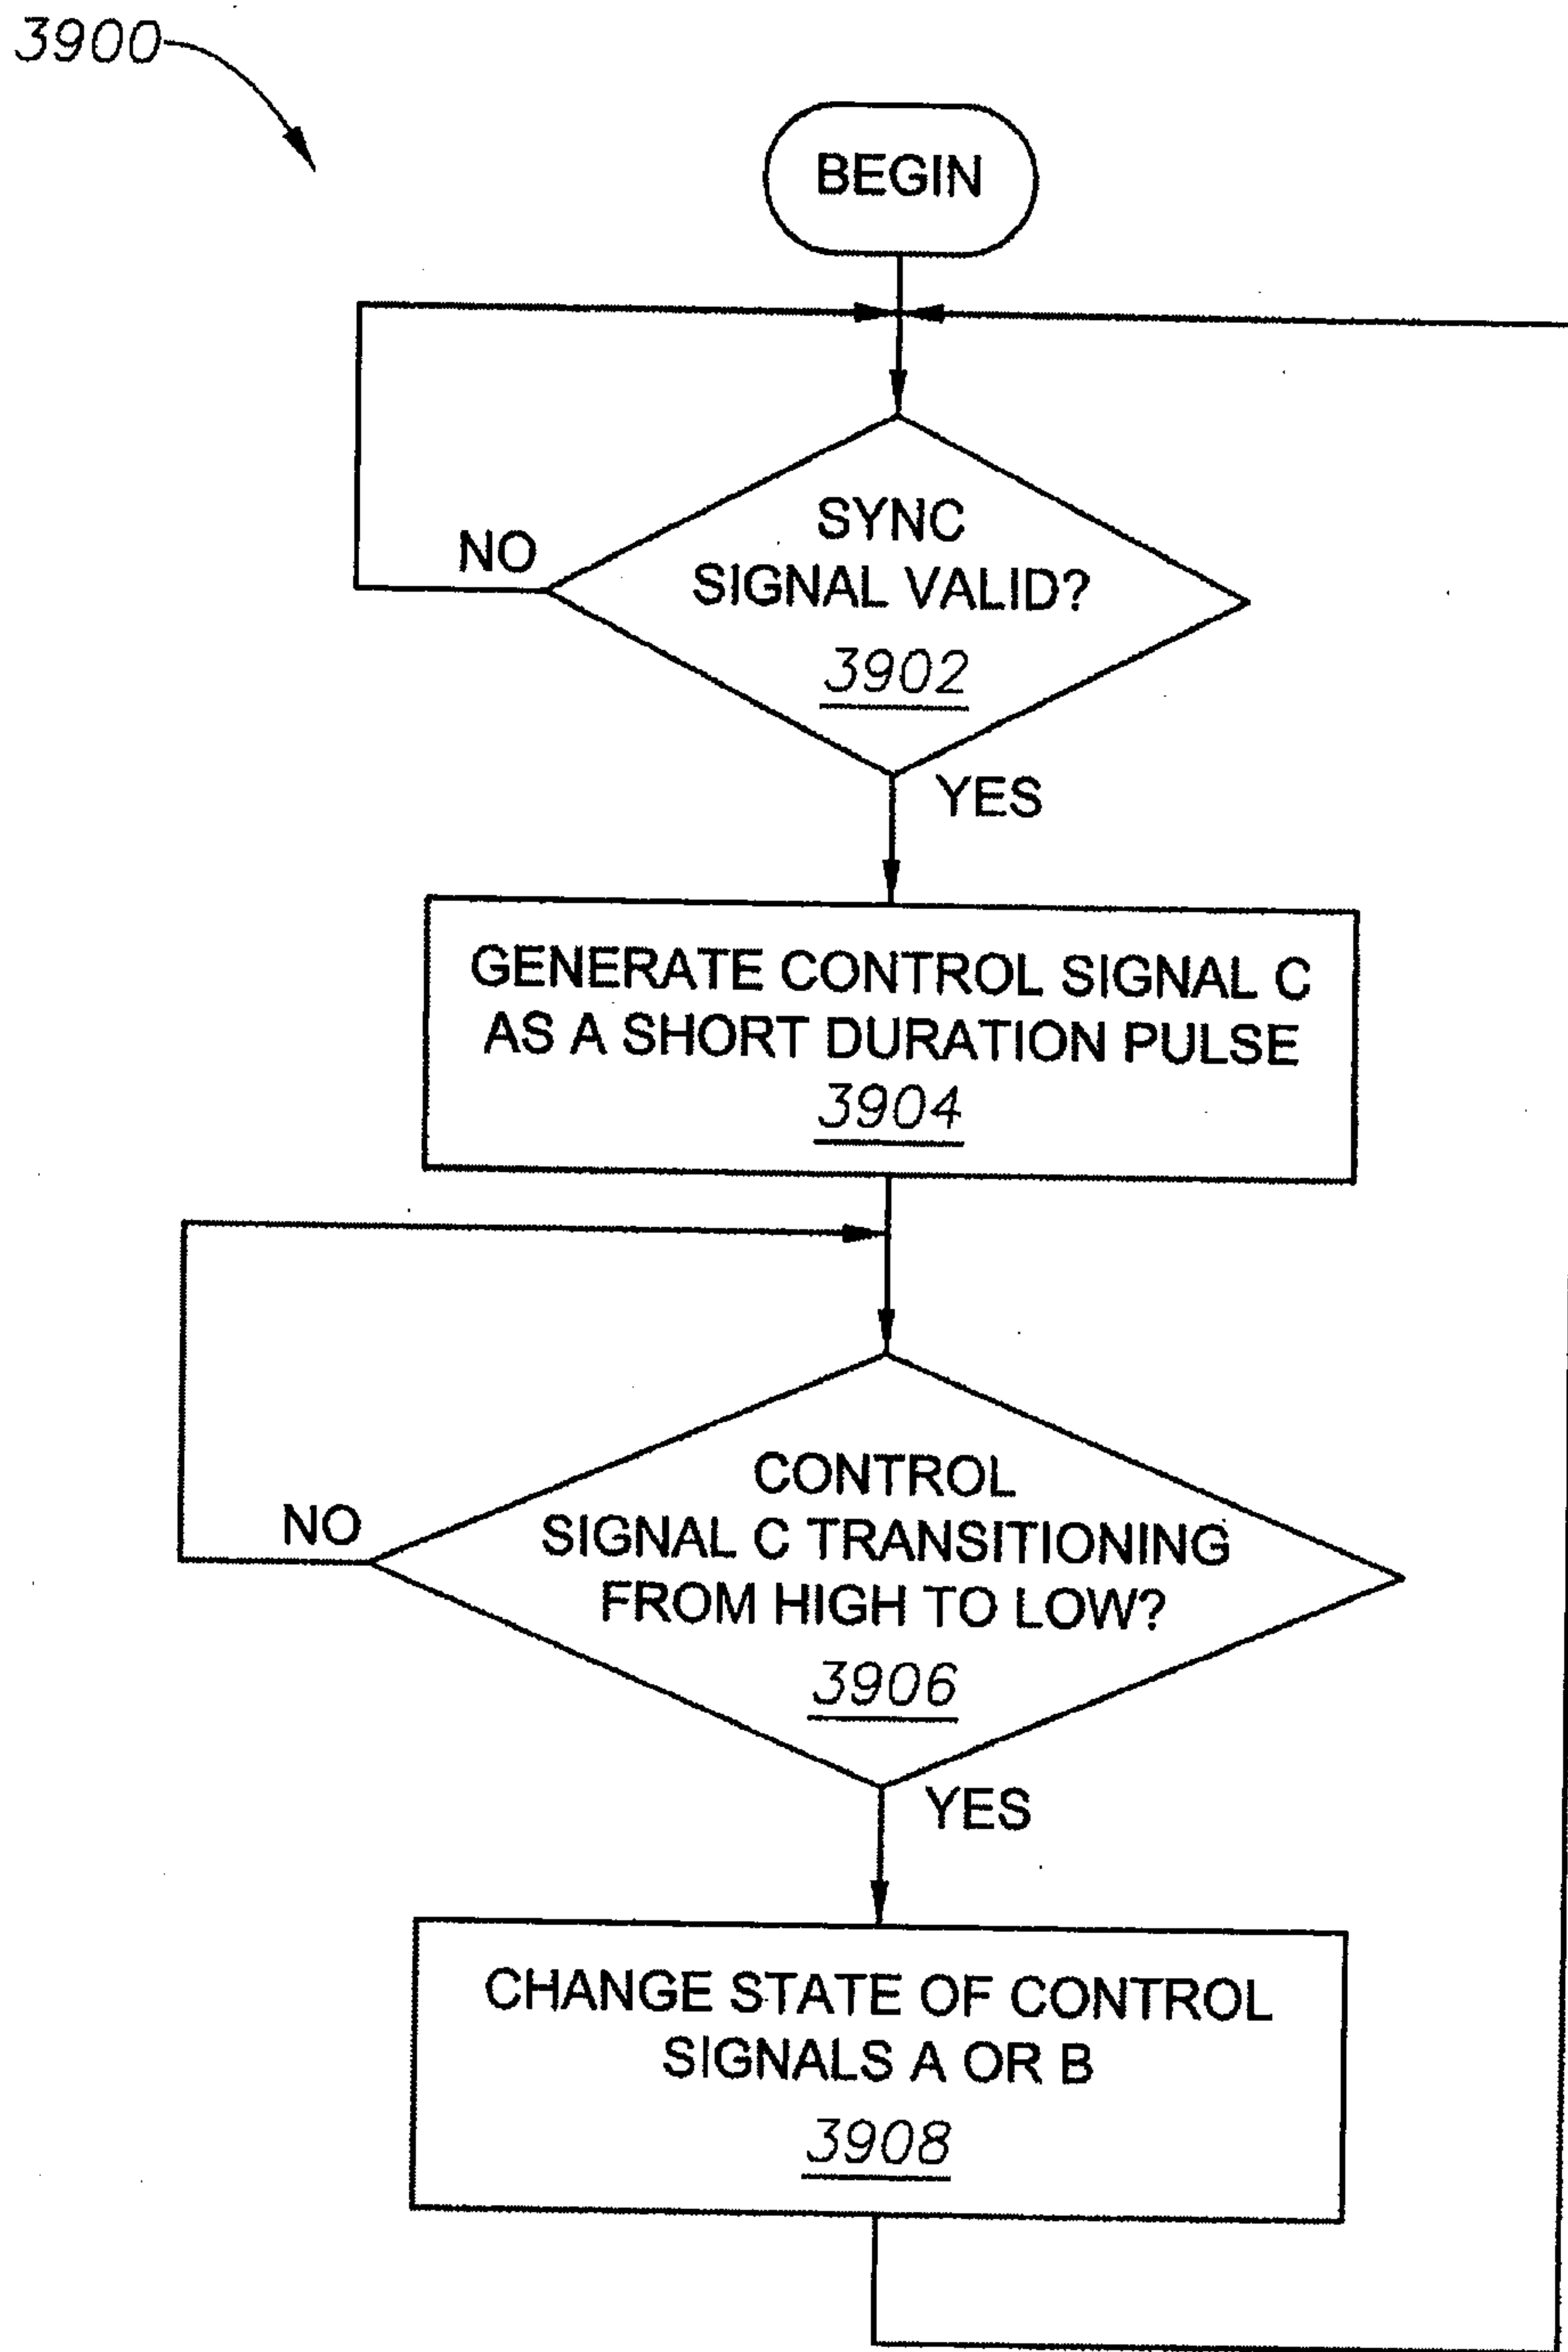 3900
BEGIN
SYNC
SIGNAL VALID?
3902
NO
YES
GENERATE CONTROL SIGNAL C
AS A SHORT DURATION PULSE
3904
CONTROL
SIGNAL C TRANSITIONING
FROM HIGH TO LOW?
3906
NO
YES
CHANGE STATE OF CONTROL
SIGNALS A OR B
3908